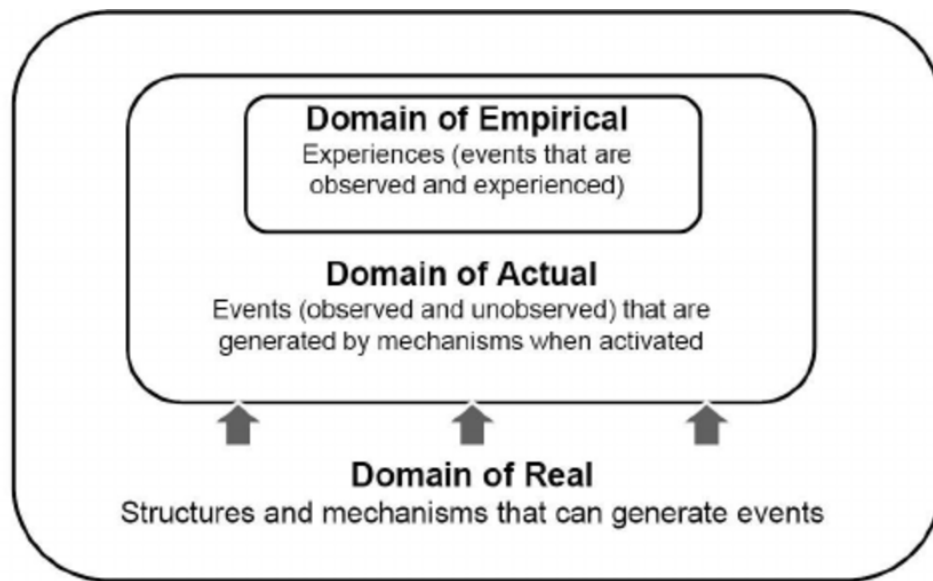 Domain of Empirical
Experiences (events that are
observed and experienced)
Domain of Actual
Events (observed and unobserved) that are
generated by mechanisms when activated
Domain of Real
Structures and mechanisms that can generate events